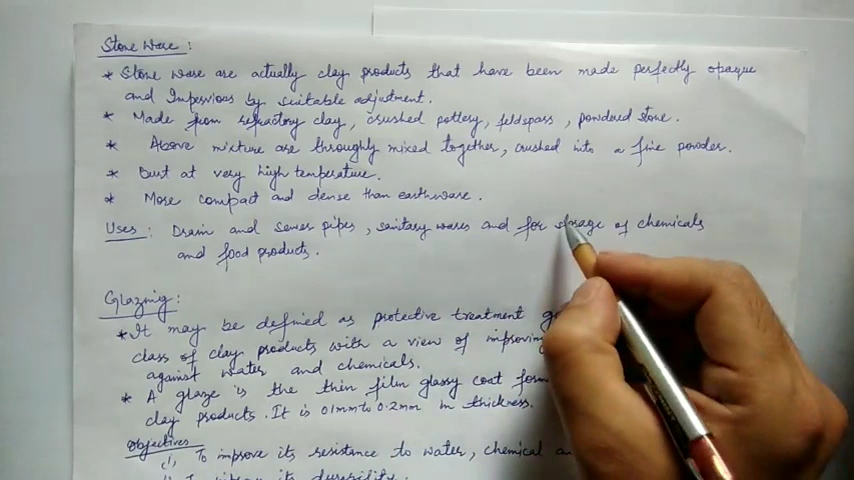 Stone Ware :
* Stone ware are actually clay products that have been made perfectly opaque
and Impervious by suitable adjustment.
* Made from refractory clay, crushed pottery, feldspass, powdered stone.
* Above mixture are throughly mixed together, crushed into a fine powder.
* Burt at very high temperature.
* More compact and dense than earthware.
Uses : Drain and sewer pipes, sanitary wares and for storage of chemicals
and food products.
Glazing :
* It may be defined as protective treatment
class of clay products with a view of improving
against water and chemicals.
* A glaze is the thin film glassy coat form
clay products. It is 01mm to 0.2mm in thickness.
Objectives
(1) To improve its resistance to water, chemical
its durability.